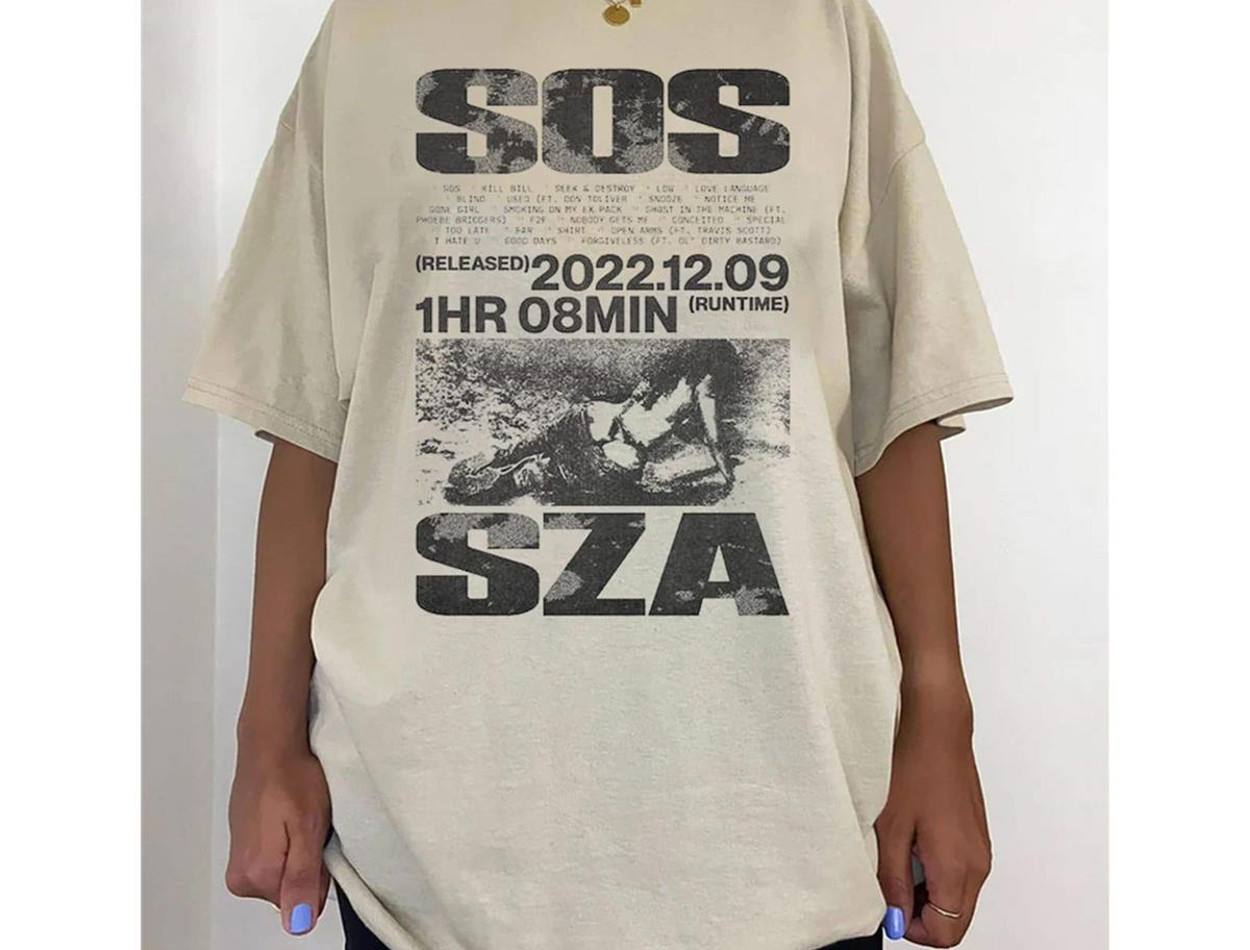 SOS
SOS KILL BILL SEEK & DESTROY LOW LOVE LANGUAGE
BLIND USED (FT. DON TOLIVER SNOOZE NOTICE ME
GONE GIRL SMOKING ON MY EX PACK GHOST IN THE MACHINE (FT.
PHOEBE BRIDGERS) F2F NOBODY GETS ME CONCEITED SPECIAL
TOO LATE FAR SHIRT OPEN ARMS (FT. TRAVIS SCOTT)
I HATE U GOOD DAYS FORGIVELESS (FT. OL' DIRTY BASTARD)
(RELEASED) 2022.12.09
1HR 08MIN (RUNTIME)
SZA